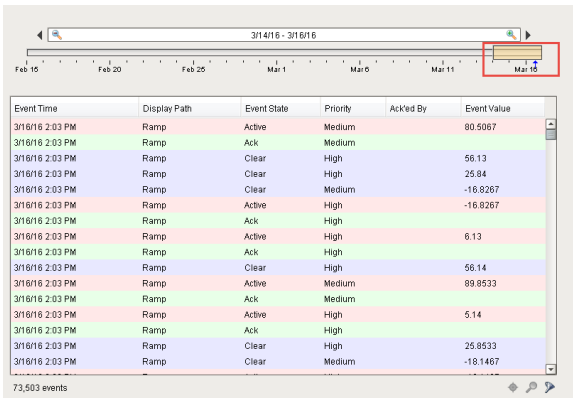 3/14/16 - 3/16/16
Feb 15 Feb 20 Feb 25 Mar 1 Mar 6 Mar 11 Mar 16
Event Time Display Path Event State Priority Ack'ed By Event Value
3/16/16 2:03 PM Ramp Active Medium 80.5067
3/16/16 2:03 PM Ramp Ack Medium
3/16/16 2:03 PM Ramp Clear High 56.13
3/16/16 2:03 PM Ramp Clear High 25.84
3/16/16 2:03 PM Ramp Clear Medium -16.8267
3/16/16 2:03 PM Ramp Active High -16.8267
3/16/16 2:03 PM Ramp Ack High
3/16/16 2:03 PM Ramp Active High 6.13
3/16/16 2:03 PM Ramp Ack High
3/16/16 2:03 PM Ramp Clear High 56.14
3/16/16 2:03 PM Ramp Active Medium 89.8533
3/16/16 2:03 PM Ramp Ack Medium
3/16/16 2:03 PM Ramp Active High 5.14
3/16/16 2:03 PM Ramp Ack High
3/16/16 2:03 PM Ramp Clear High 25.8533
3/16/16 2:03 PM Ramp Clear Medium -18.1467
73,503 events